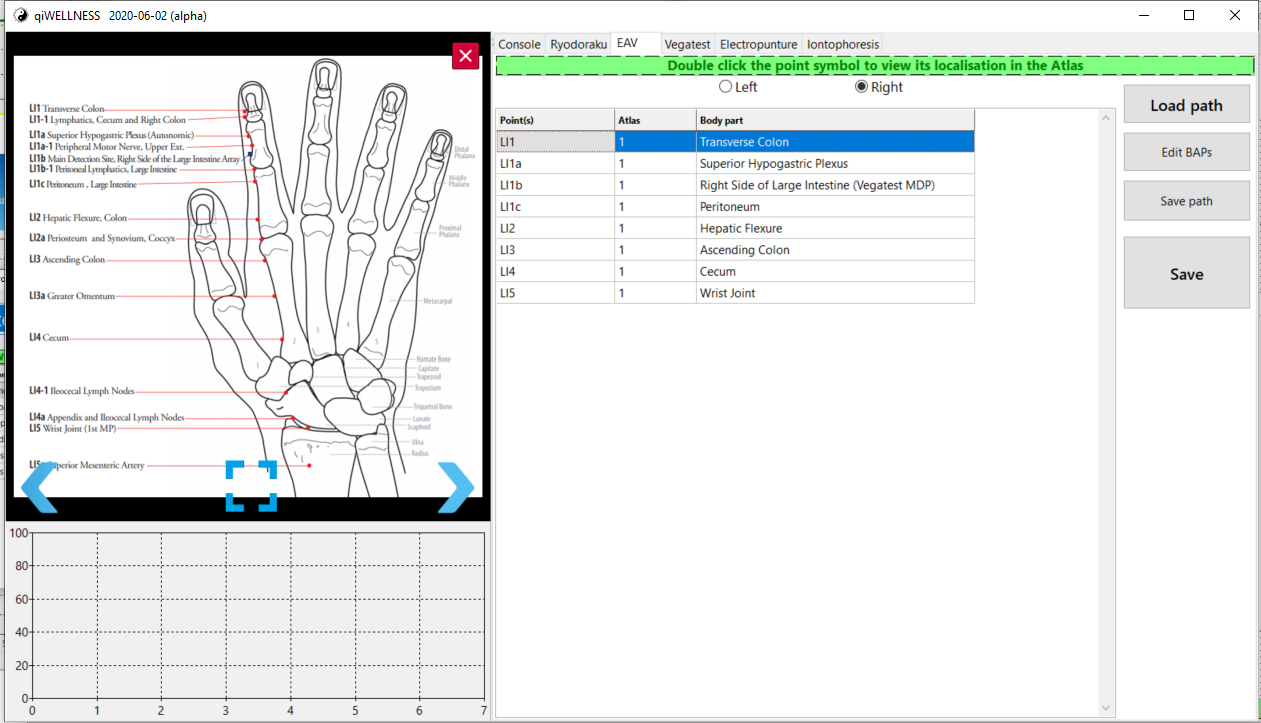 qiWELLNESS 2020-06-02 (alpha)
LI1 Transverse Colon
LI1-1 Lymphatics, Cecum and Right Colon
LI1a Superior Hypogastric Plexus (Autonomic)
LI1a-1 Peripheral Motor Nerve, Upper Ext.
LI1b Main Detection Site, Right Side of the Large Intestine Array
LI1b-1 Peritoneal Lymphatics, Large Intestine
LI1c Peritoneum , Large Intestine
LI2 Hepatic Flexure, Colon
LI2a Periosteum and Synovium, Coccyx
LI3 Ascending Colon
LI3a Greater Omentum
LI4 Cecum
LI4-1 Ileocecal Lymph Nodes
LI4a Appendix and Ileocecal Lymph Nodes
LI5 Wrist Joint (1st MP)
Mesenteric Artery
Distal
Phalanx
Middle
Phalanx
Proximal
Phalanx
Metacarpal
1
2
3
4
5
Hamate Bone
Capitate
Trapezoid
Trapezium
Triquetral Bone
Lunate
Scaphoid
Ulna
Radius
100
80
60
40
20
0
0 1 2 3 4 5 6 7
Console Ryodoraku EAV Vegatest Electropunture Iontophoresis
Double click the point symbol to view its localisation in the Atlas
Left Right
Point(s) Atlas Body part
LI1 1 Transverse Colon
LI1a 1 Superior Hypogastric Plexus
LI1b 1 Right Side of Large Intestine (Vegatest MDP)
LI1c 1 Peritoneum
LI2 1 Hepatic Flexure
LI3 1 Ascending Colon
LI4 1 Cecum
LI5 1 Wrist Joint
Load path
Edit BAPs
Save path
Save